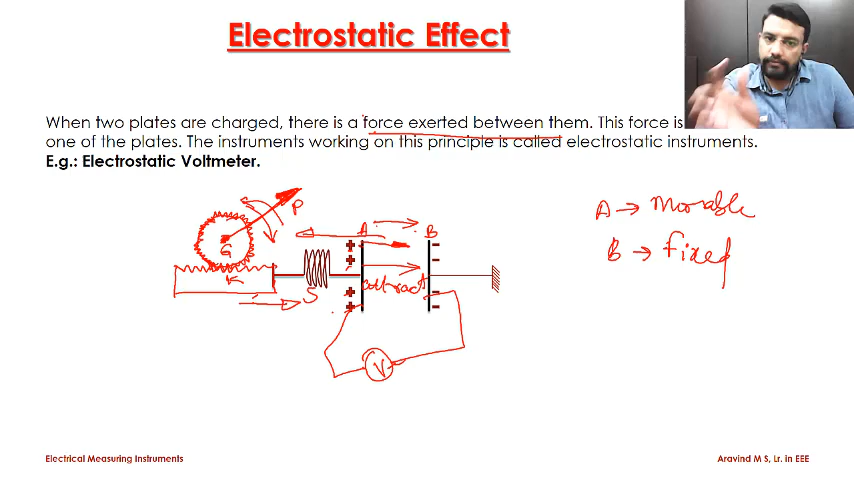 Electrostatic Effect
When two plates are charged, there is a force exerted between them. This force is
one of the plates. The instruments working on this principle is called electrostatic instruments.
E.g.: Electrostatic Voltmeter.
P
A → Movable
B → Fixed
A B
G
K
S
attract
+ + + +
- - - -
V
Electrical Measuring Instruments
Aravind M S, Lr. in EEE